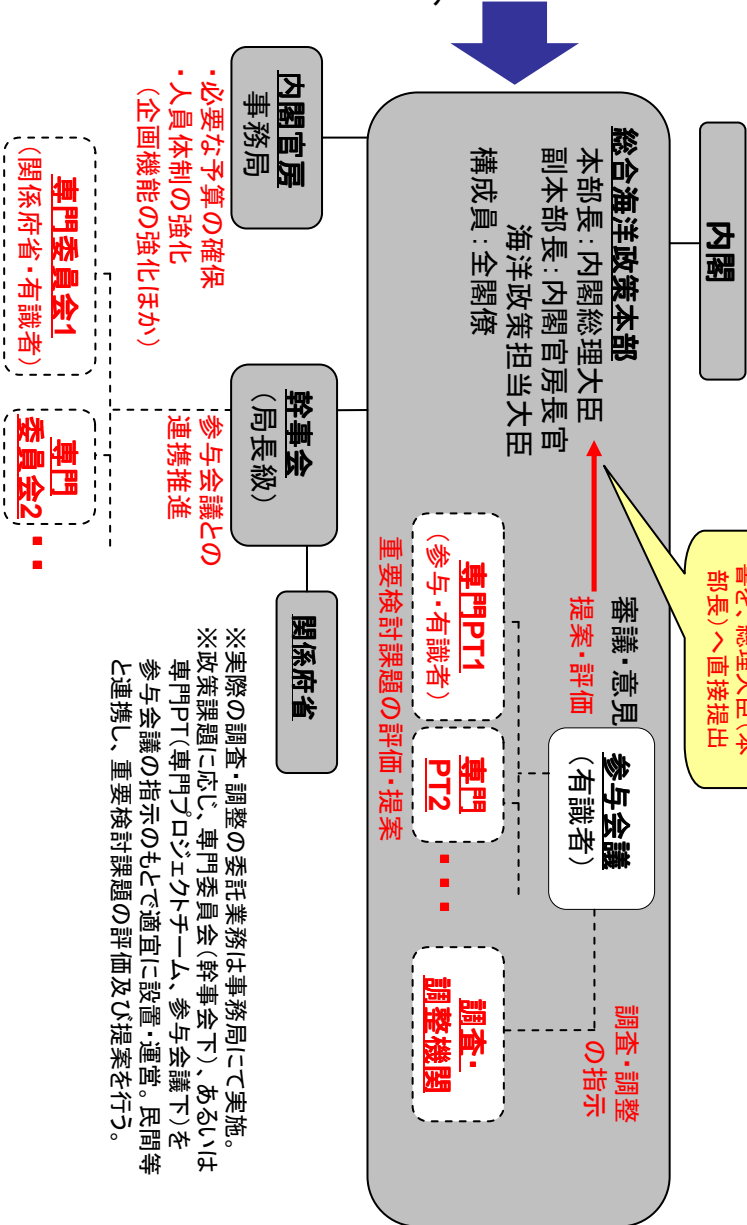 内閣
総合海洋政策本部
本部長：内閣総理大臣
副本部長：内閣官房長官
海洋政策担当大臣
構成員：全閣僚
部長）へ直接提出
審議・意見
提案・評価
参与会議
（有識者）
調査・調整
の指示
専門PT1
（参与・有識者）
専門
PT2
・・・
調査・
調整機関
重要検討課題の評価・提案
内閣官房
事務局
・必要な予算の確保
・人員体制の強化
（企画機能の強化ほか）
幹事会
（局長級）
関係府省
参与会議との
連携推進
専門委員会1
（関係府省・有識者）
専門
委員会2
・・
※実際の調査・調整の委託業務は事務局にて実施。
※政策課題に応じ、専門委員会（幹事会下）、あるいは
専門PT（専門プロジェクトチーム、参与会議下）を
参与会議の指示のもとで適宜に設置・運営。民間等
と連携し、重要検討課題の評価及び提案を行う。